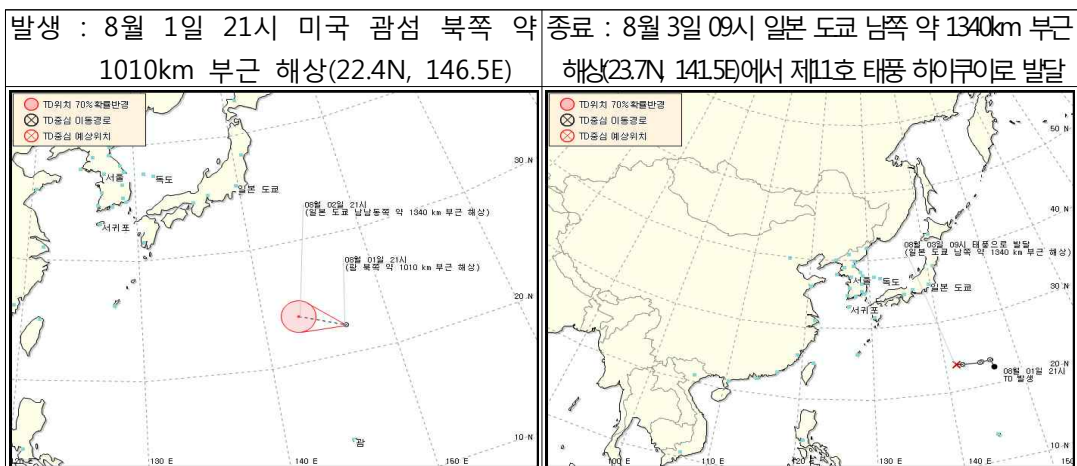 발생 : 8월 1일 21시 미국 괌섬 북쪽 약
1010km 부근 해상(22.4N, 146.5E)
종료 : 8월 3일 09시 일본 도쿄 남쪽 약 1340km 부근
해상(23.7N, 141.5E)에서 제11호 태풍 하이쿠이로 발달
TD위치 70%확률반경
TD중심 이동경로
TD중심 예상위치
서울
독도
일본 도쿄
서귀포
08월 02일 21시
(일본 도쿄 남남동쪽 약 1340 km 부근 해상)
08월 01일 21시
(괌 북쪽 약 1010 km 부근 해상)
괌
30 N
20 N
10 N
120 E
130 E
140 E
150 E
TD위치 70%확률반경
TD중심 이동경로
TD중심 예상위치
50 N
40 N
08월 03일 09시 태풍으로 발달
(일본 도쿄 남쪽 약 1340 km 부근 해상)
서울
독도
일본 도쿄
서귀포
30 N
20 N
08월 01일 21시
TD 발생
10 N
100 E
110 E
120 E
130 E
140 E
150